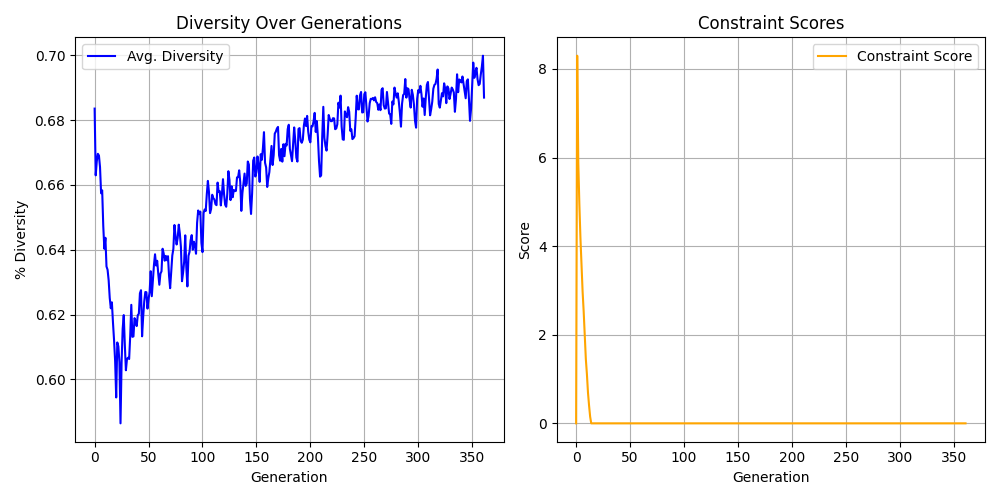 Diversity Over Generations
Avg. Diversity
% Diversity
0.70
0.68
0.66
0.64
0.62
0.60
0 50 100 150 200 250 300 350
Generation
Constraint Scores
Constraint Score
Score
8
6
4
2
0
0 50 100 150 200 250 300 350
Generation